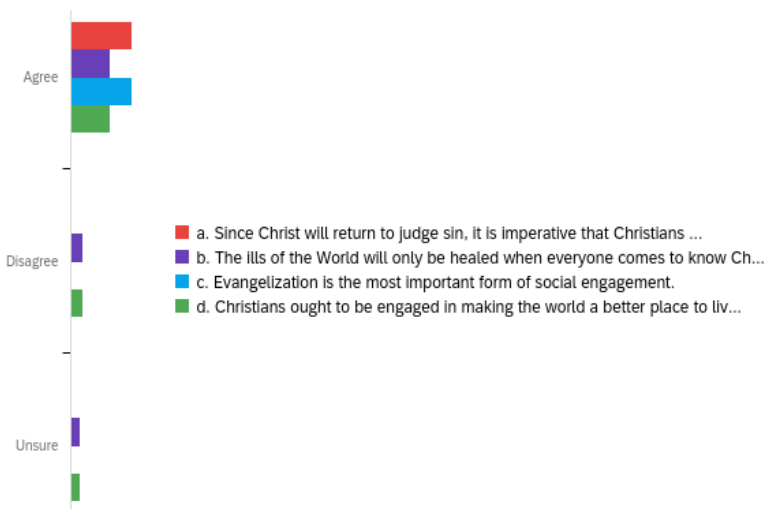 Agree
Disagree
Unsure
a. Since Christ will return to judge sin, it is imperative that Christians ...
b. The ills of the World will only be healed when everyone comes to know Ch...
c. Evangelization is the most important form of social engagement.
d. Christians ought to be engaged in making the world a better place to liv...